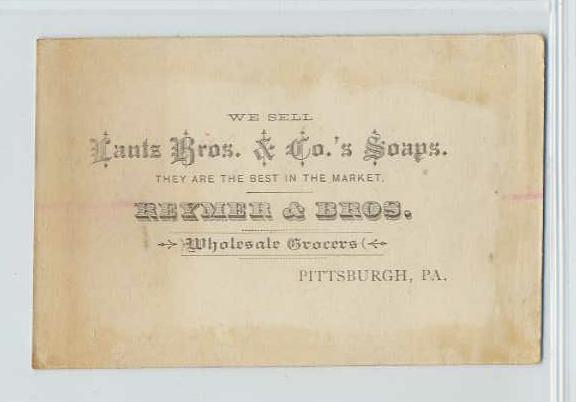 WE SELL
Lautz Bros. & Co.'s Soaps.
THEY ARE THE BEST IN THE MARKET.
REYMER & BROS.
Wholesale Grocers
PITTSBURGH, PA.